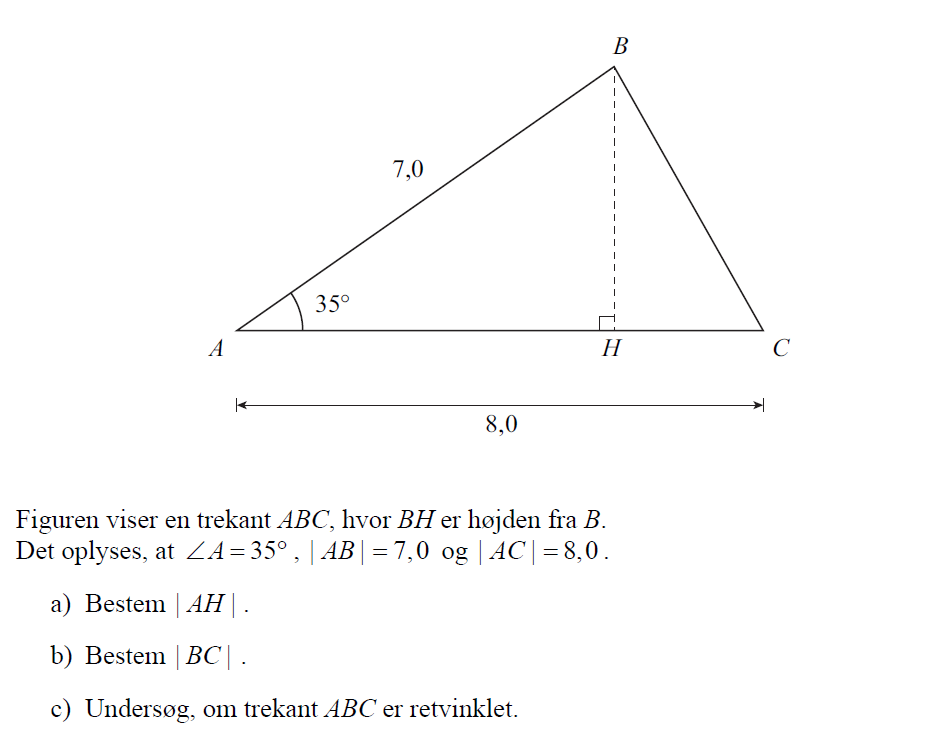 B
7,0
35°
A
H
C
8,0
Figuren viser en trekant ABC, hvor BH er højden fra B.
Det oplyses, at ∠A = 35°, | AB | = 7,0 og | AC | = 8,0.
a) Bestem | AH |.
b) Bestem | BC |.
c) Undersøg, om trekant ABC er retvinklet.